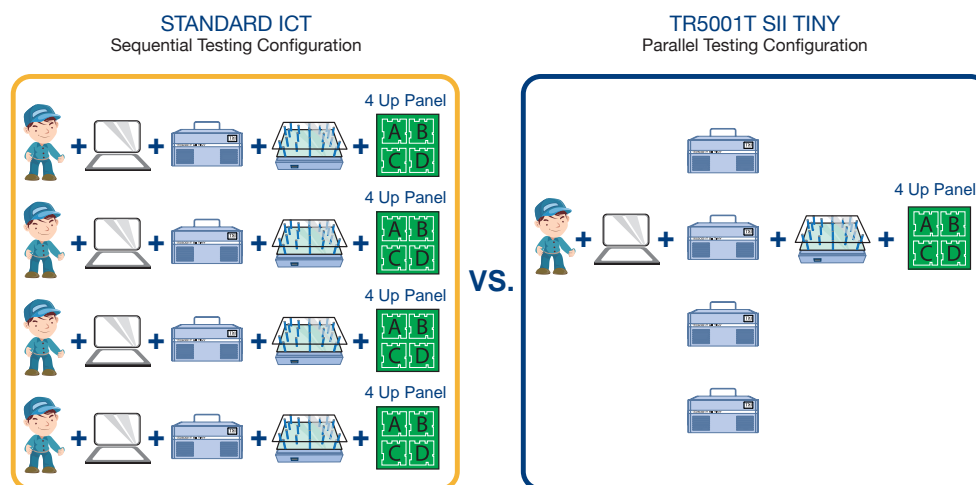 STANDARD ICT
Sequential Testing Configuration
4 Up Panel
A B
C D
4 Up Panel
A B
C D
4 Up Panel
A B
C D
4 Up Panel
A B
C D
VS.
TR5001T SII TINY
Parallel Testing Configuration
4 Up Panel
A B
C D